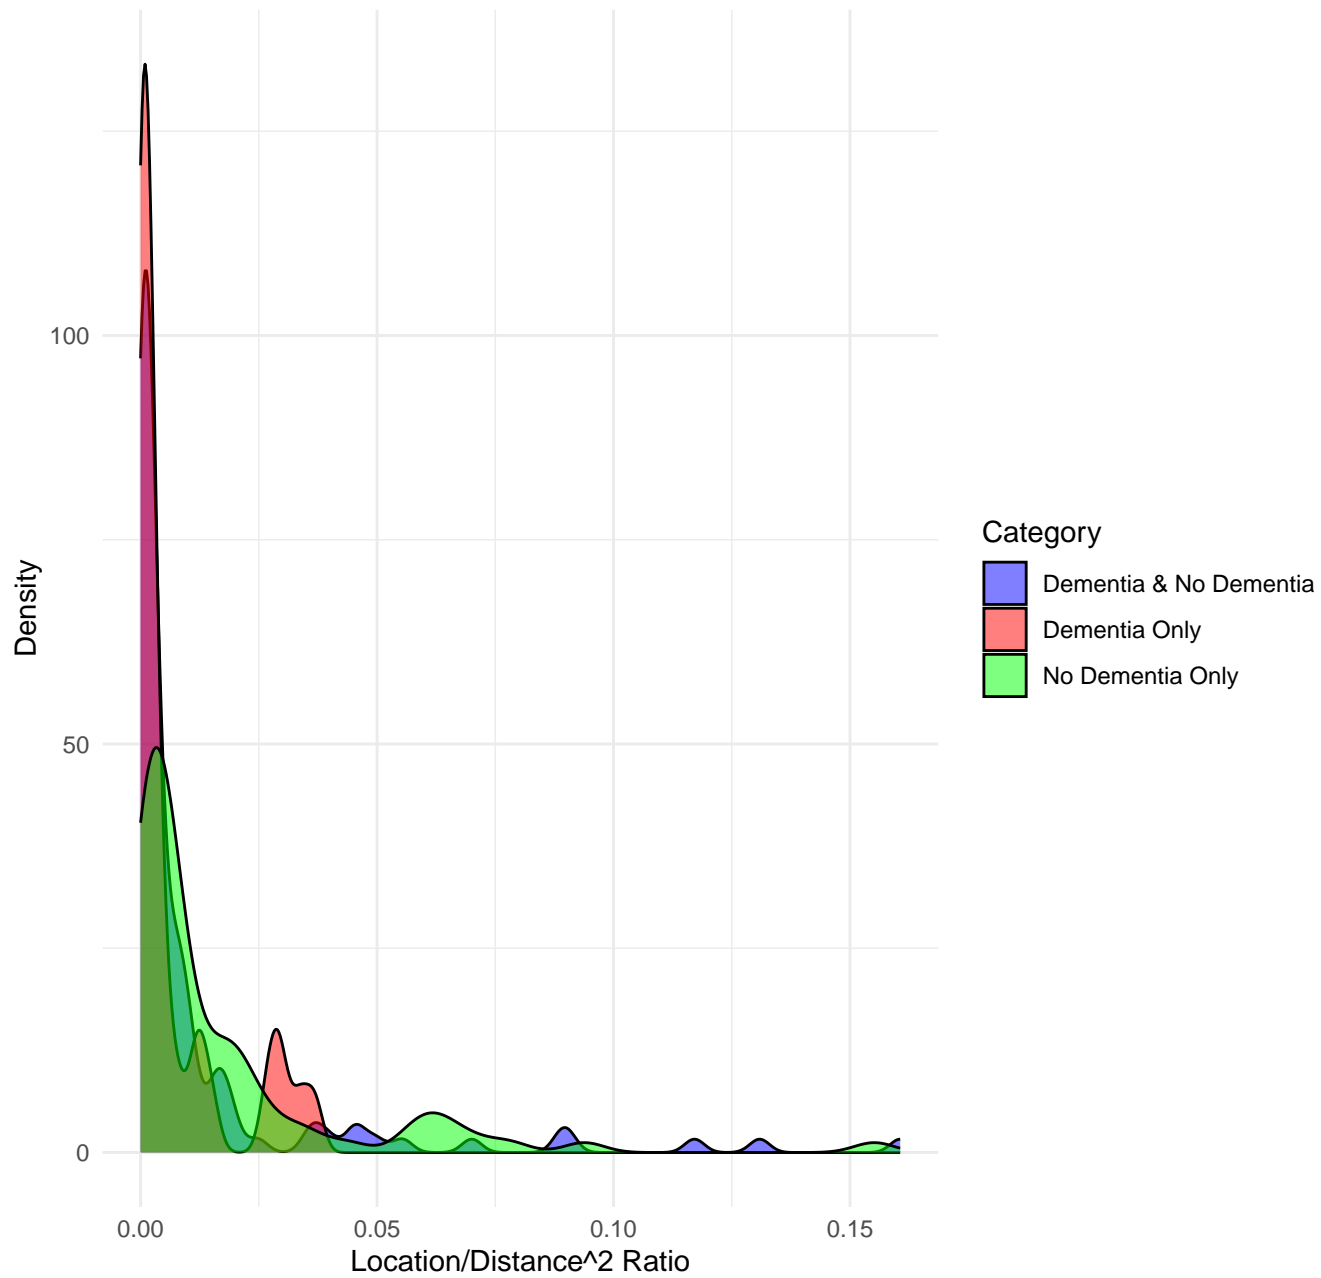 100
50
0
Density
0.00 0.05 0.10 0.15
Location/Distance^2 Ratio
Category
Dementia & No Dementia
Dementia Only
No Dementia Only